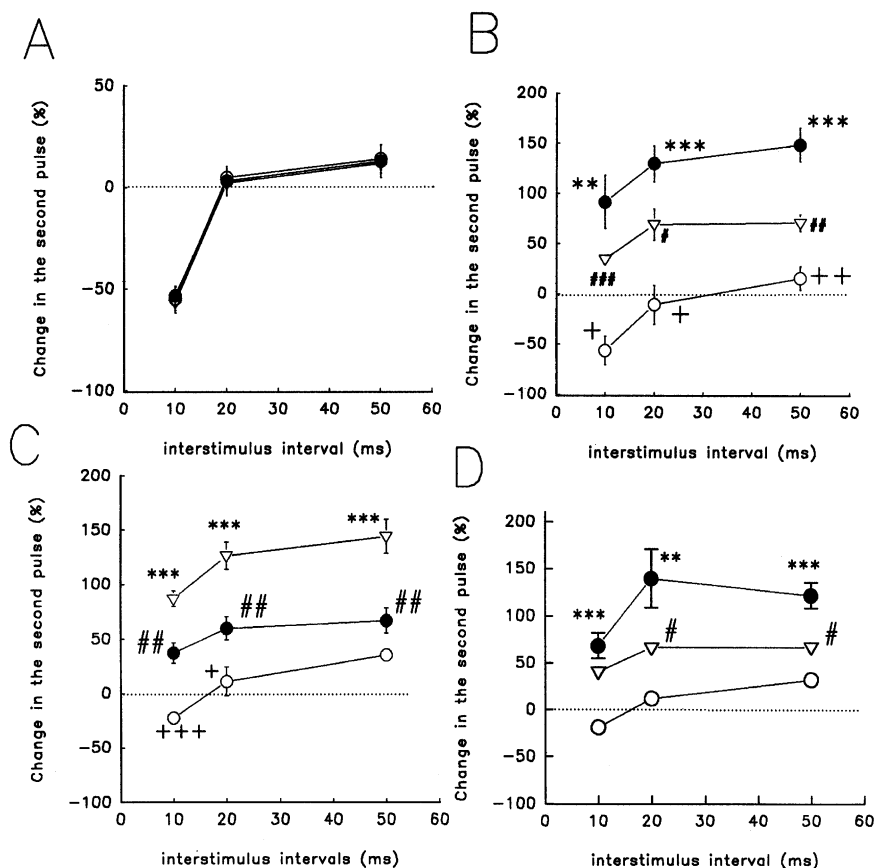 A
B
50
0
−50
−100
Change in the second pulse (%)
0 10 20 30 40 50 60
interstimulus interval (ms)
200
150
100
50
0
−50
−100
Change in the second pulse (%)
**
***
***
###
#
##
+
+
++
0 10 20 30 40 50 60
interstimulus interval (ms)
C
D
200
150
100
50
0
−50
−100
Change in the second pulse (%)
***
***
***
##
##
##
+
+++
0 10 20 30 40 50 60
interstimulus intervals (ms)
200
150
100
50
0
−50
−100
Change in the second pulse (%)
***
**
***
#
#
0 10 20 30 40 50 60
interstimulus interval (ms)